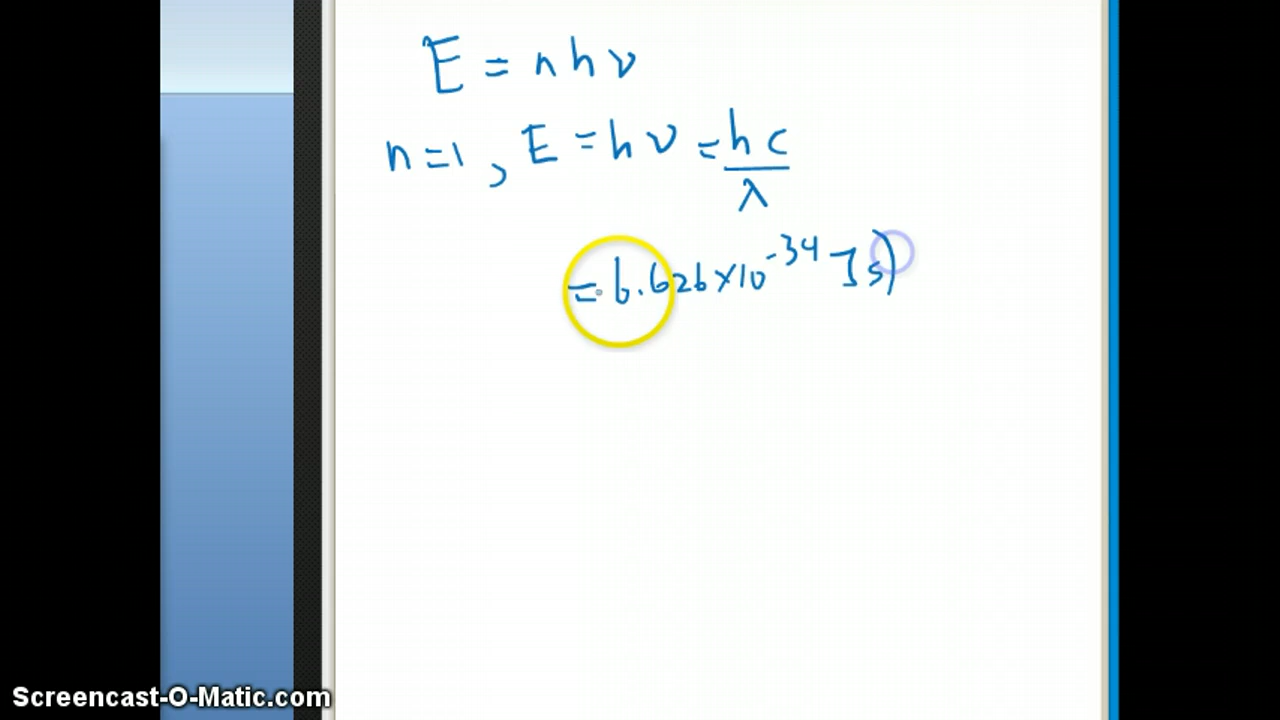 E = nhν
n=1, E = hν = hc/λ
= 6.626×10^-34 Js)
Screencast-O-Matic.com